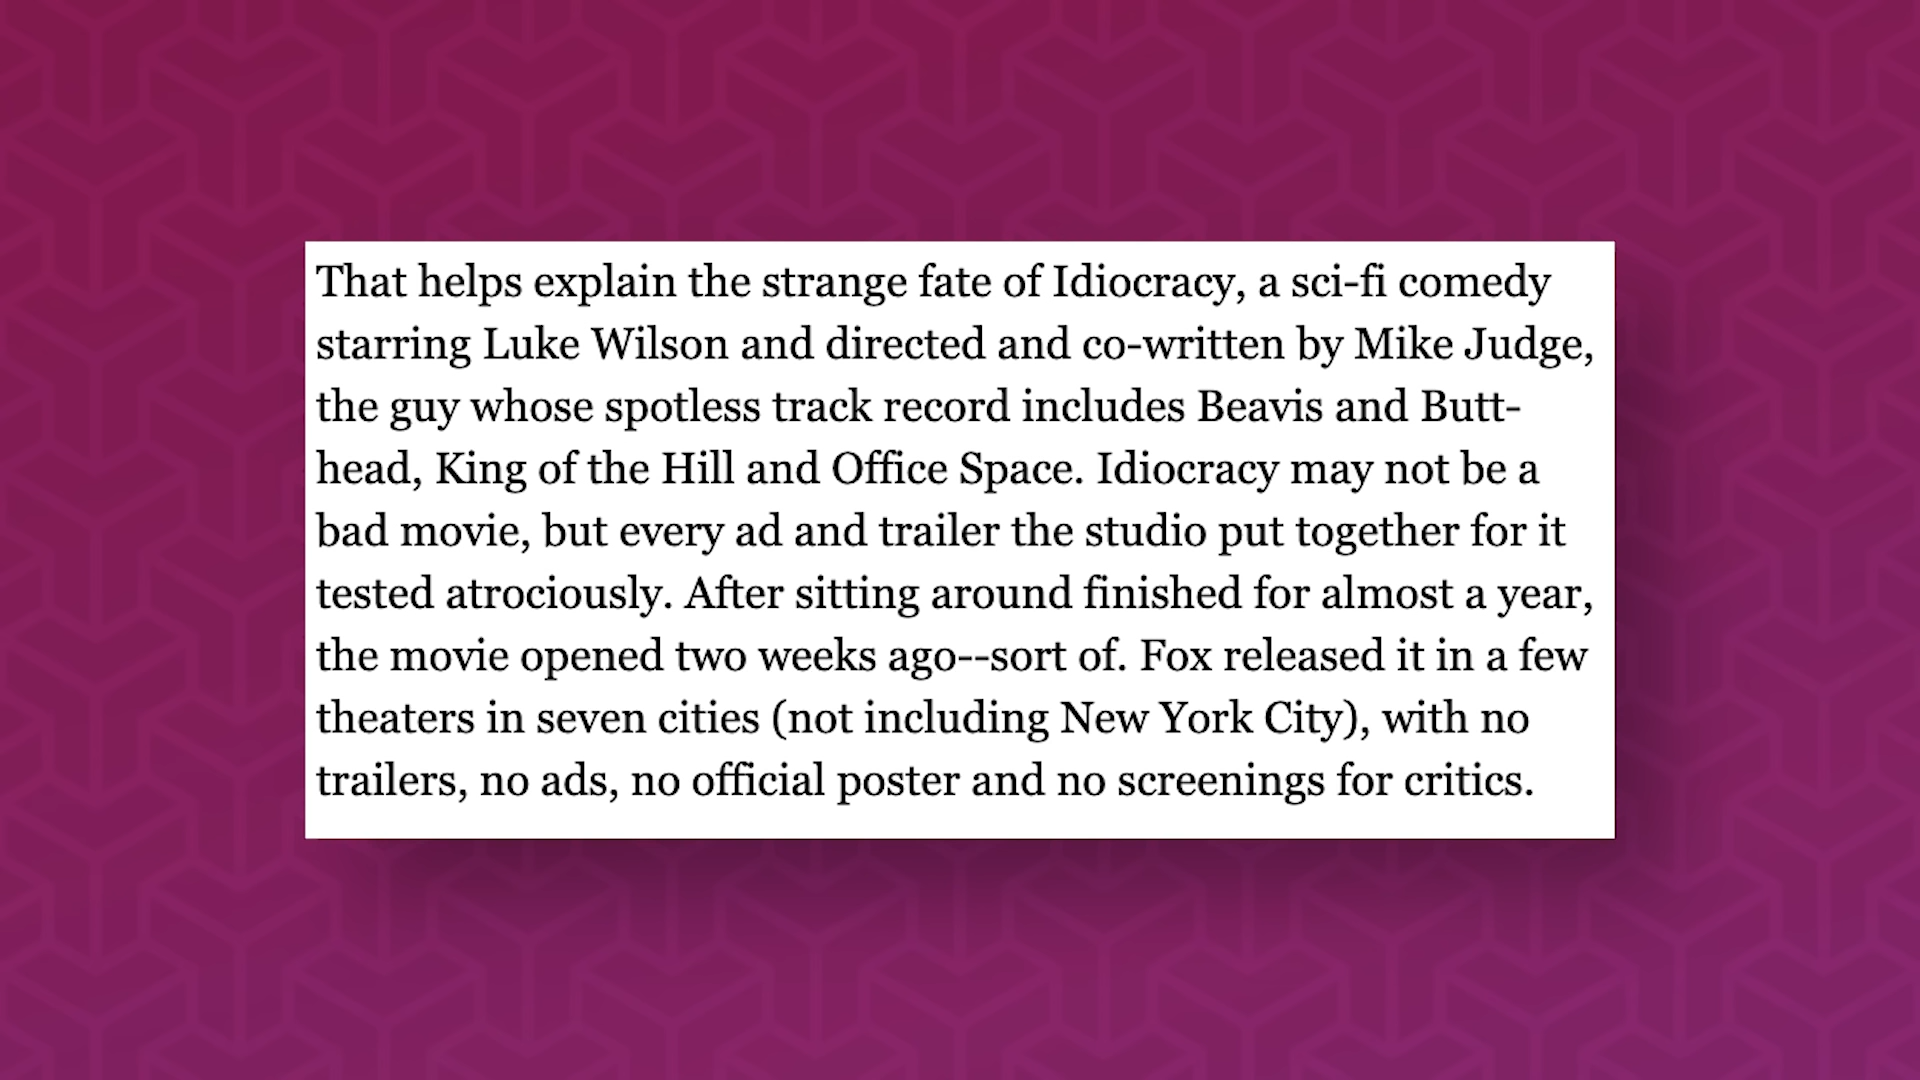 That helps explain the strange fate of Idiocracy, a sci-fi comedy
starring Luke Wilson and directed and co-written by Mike Judge,
the guy whose spotless track record includes Beavis and Butt-
head, King of the Hill and Office Space. Idiocracy may not be a
bad movie, but every ad and trailer the studio put together for it
tested atrociously. After sitting around finished for almost a year,
the movie opened two weeks ago--sort of. Fox released it in a few
theaters in seven cities (not including New York City), with no
trailers, no ads, no official poster and no screenings for critics.